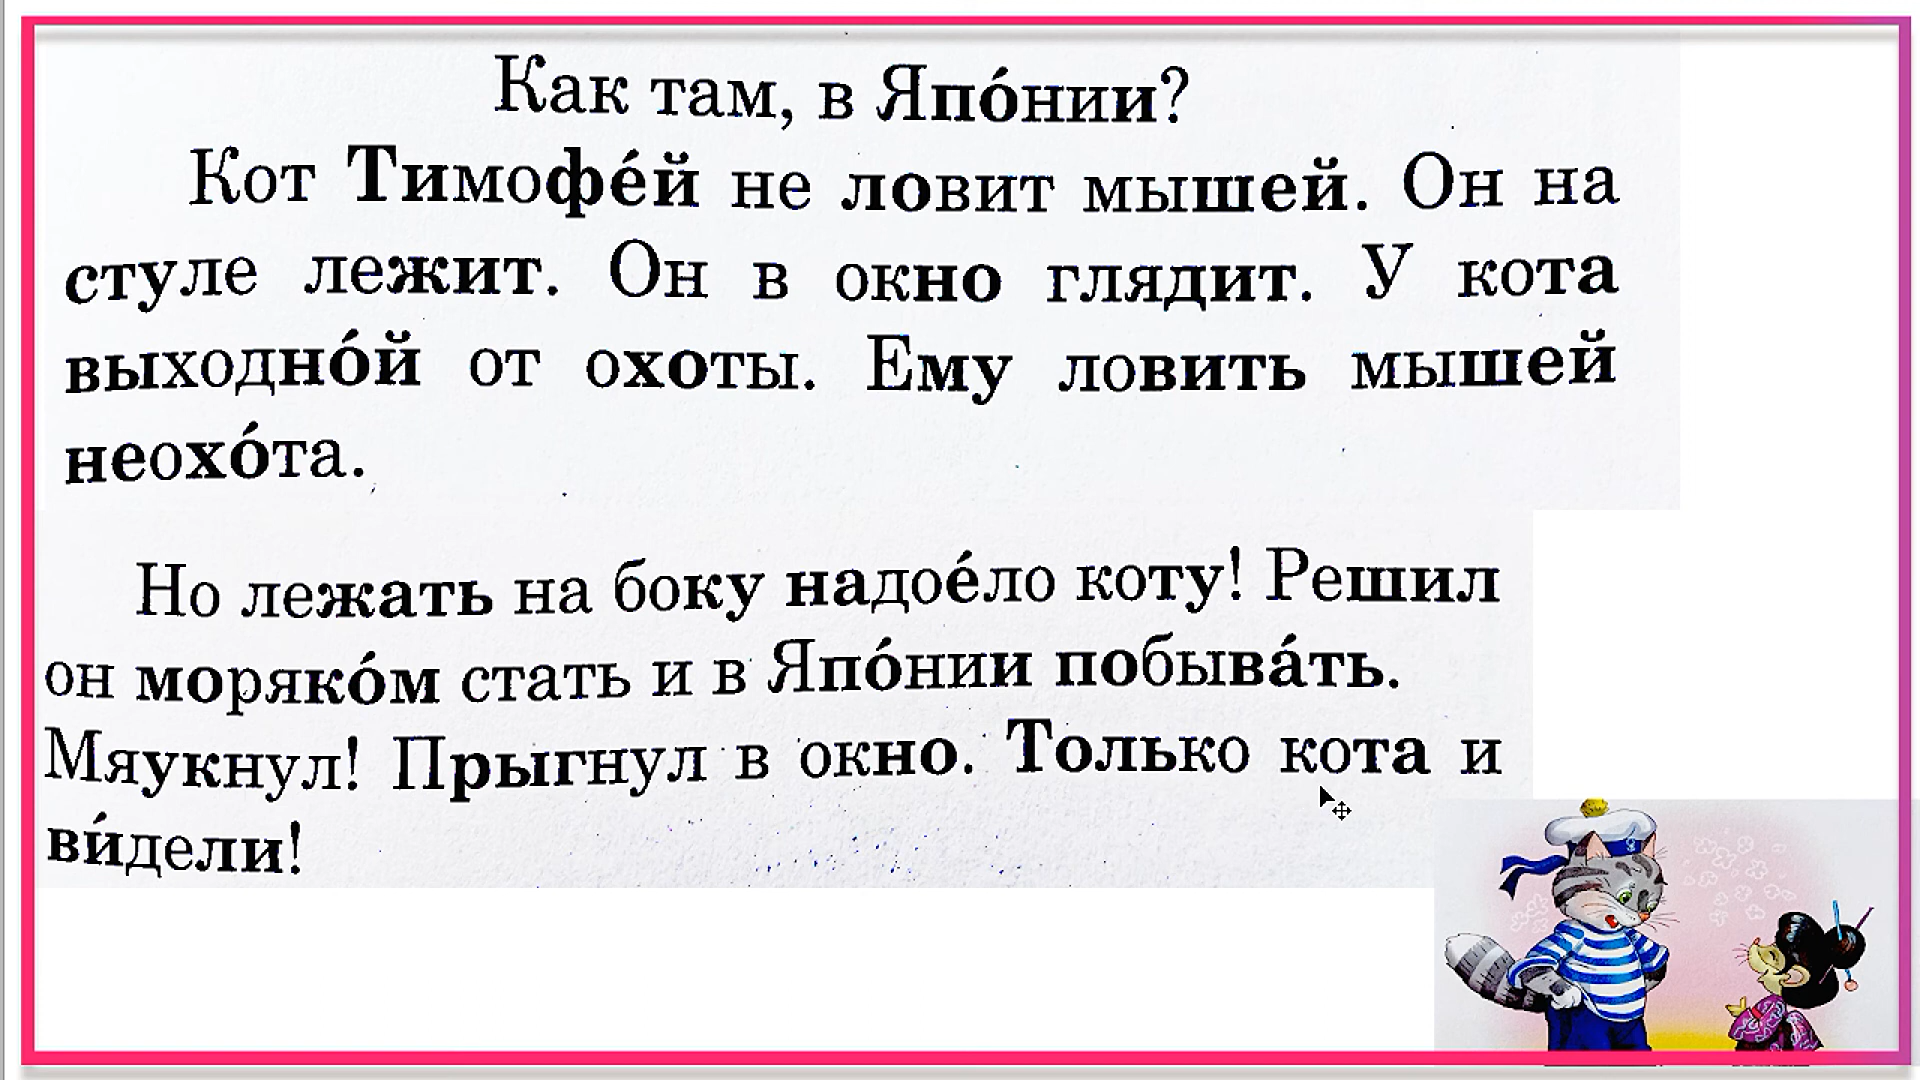 Как там, в Япо́нии?
Кот Тимофе́й не ловит мышей. Он на
стуле лежит. Он в окно глядит. У кота
выходно́й от охоты. Ему ловить мышей
неохо́та.
Но лежать на боку надое́ло коту! Решил
он моряко́м стать и в Япо́нии побыва́ть.
Мяукнул! Прыгнул в окно. Только кота и
ви́дели!